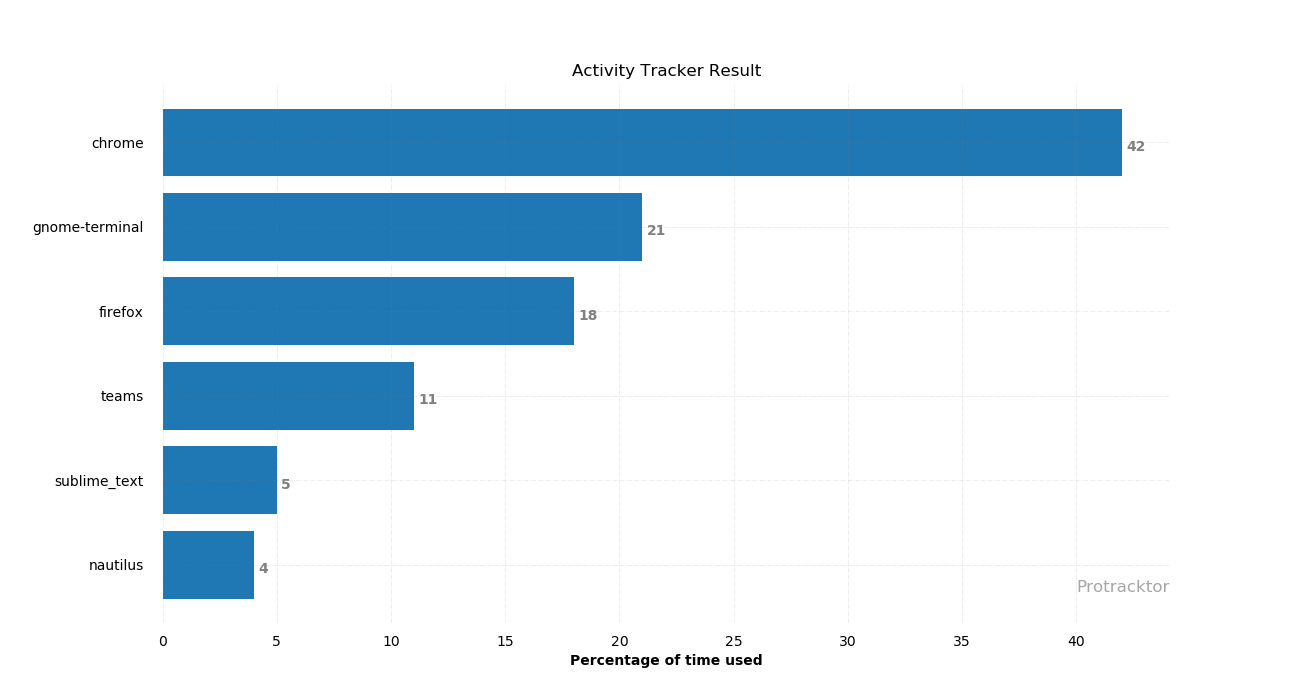 Activity Tracker Result
chrome 42
gnome-terminal 21
firefox 18
teams 11
sublime_text 5
nautilus 4
Protracktor
0 5 10 15 20 25 30 35 40
Percentage of time used